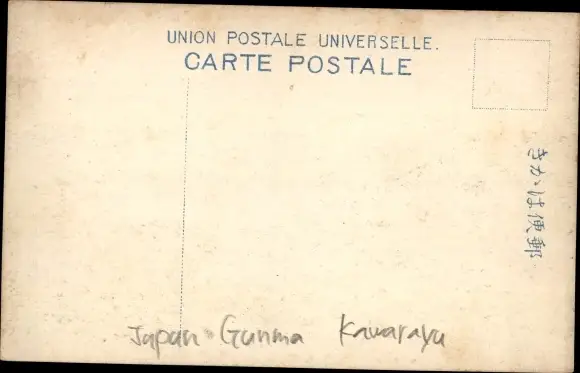 UNION POSTALE UNIVERSELLE.
CARTE POSTALE
きかは便郵
Japan Gunma Kawarayu